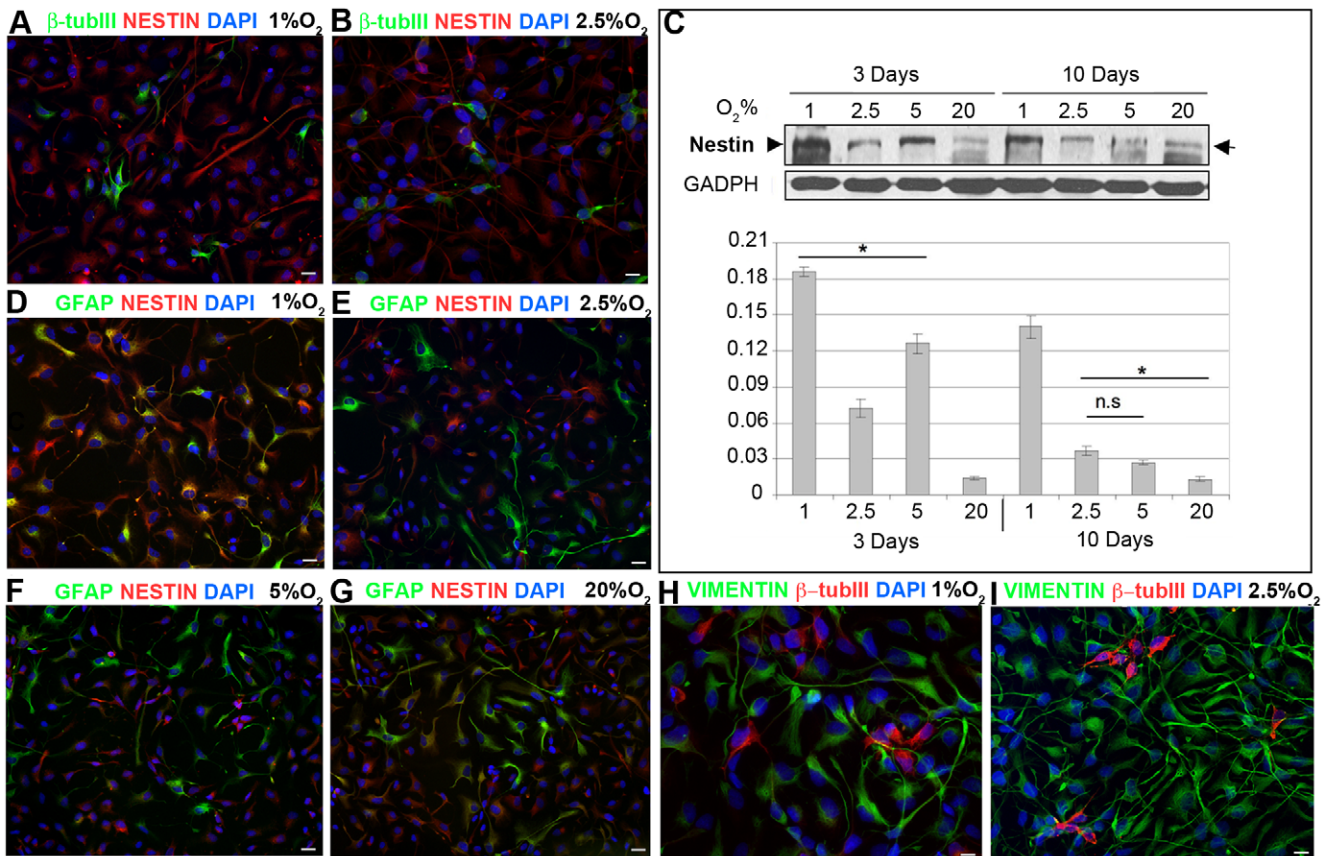 A β-tubIII NESTIN DAPI 1%O2
B β-tubIII NESTIN DAPI 2.5%O2
C
3 Days 10 Days
O2% 1 2.5 5 20 1 2.5 5 20
Nestin
GADPH
0.21
*
0.18
0.15
0.12
*
0.09
n.s
0.06
0.03
0
1 2.5 5 20 1 2.5 5 20
3 Days 10 Days
D GFAP NESTIN DAPI 1%O2
E GFAP NESTIN DAPI 2.5%O2
C
F GFAP NESTIN DAPI 5%O2
G GFAP NESTIN DAPI 20%O2
H VIMENTIN β-tubIII DAPI 1%O2
I VIMENTIN β-tubIII DAPI 2.5%O2